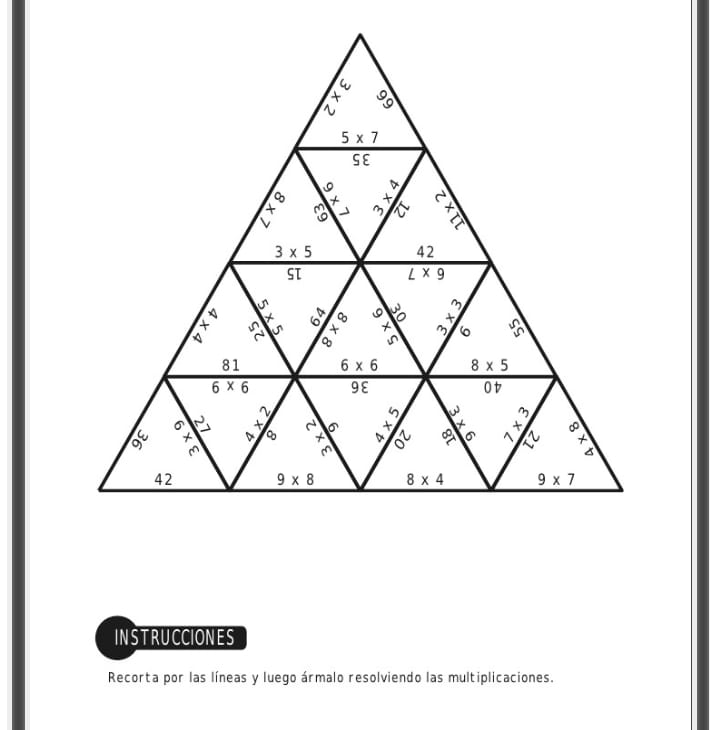 3 x 2
66
5 x 7
35
8 x 7
63
7 x 9
3 x 4
12
11 x 2
3 x 5
42
15
6 x 7
4 x 4
25
5 x 5
64
8 x 8
5 x 6
30
3 x 3
9
55
81
6 x 6
8 x 5
9 x 9
36
40
36
3 x 9
27
4 x 2
8
3 x 2
6
4 x 5
20
18
3 x 6
7 x 3
21
4 x 8
42
9 x 8
8 x 4
9 x 7
INSTRUCCIONES
Recorta por las líneas y luego ármalo resolviendo las multiplicaciones.